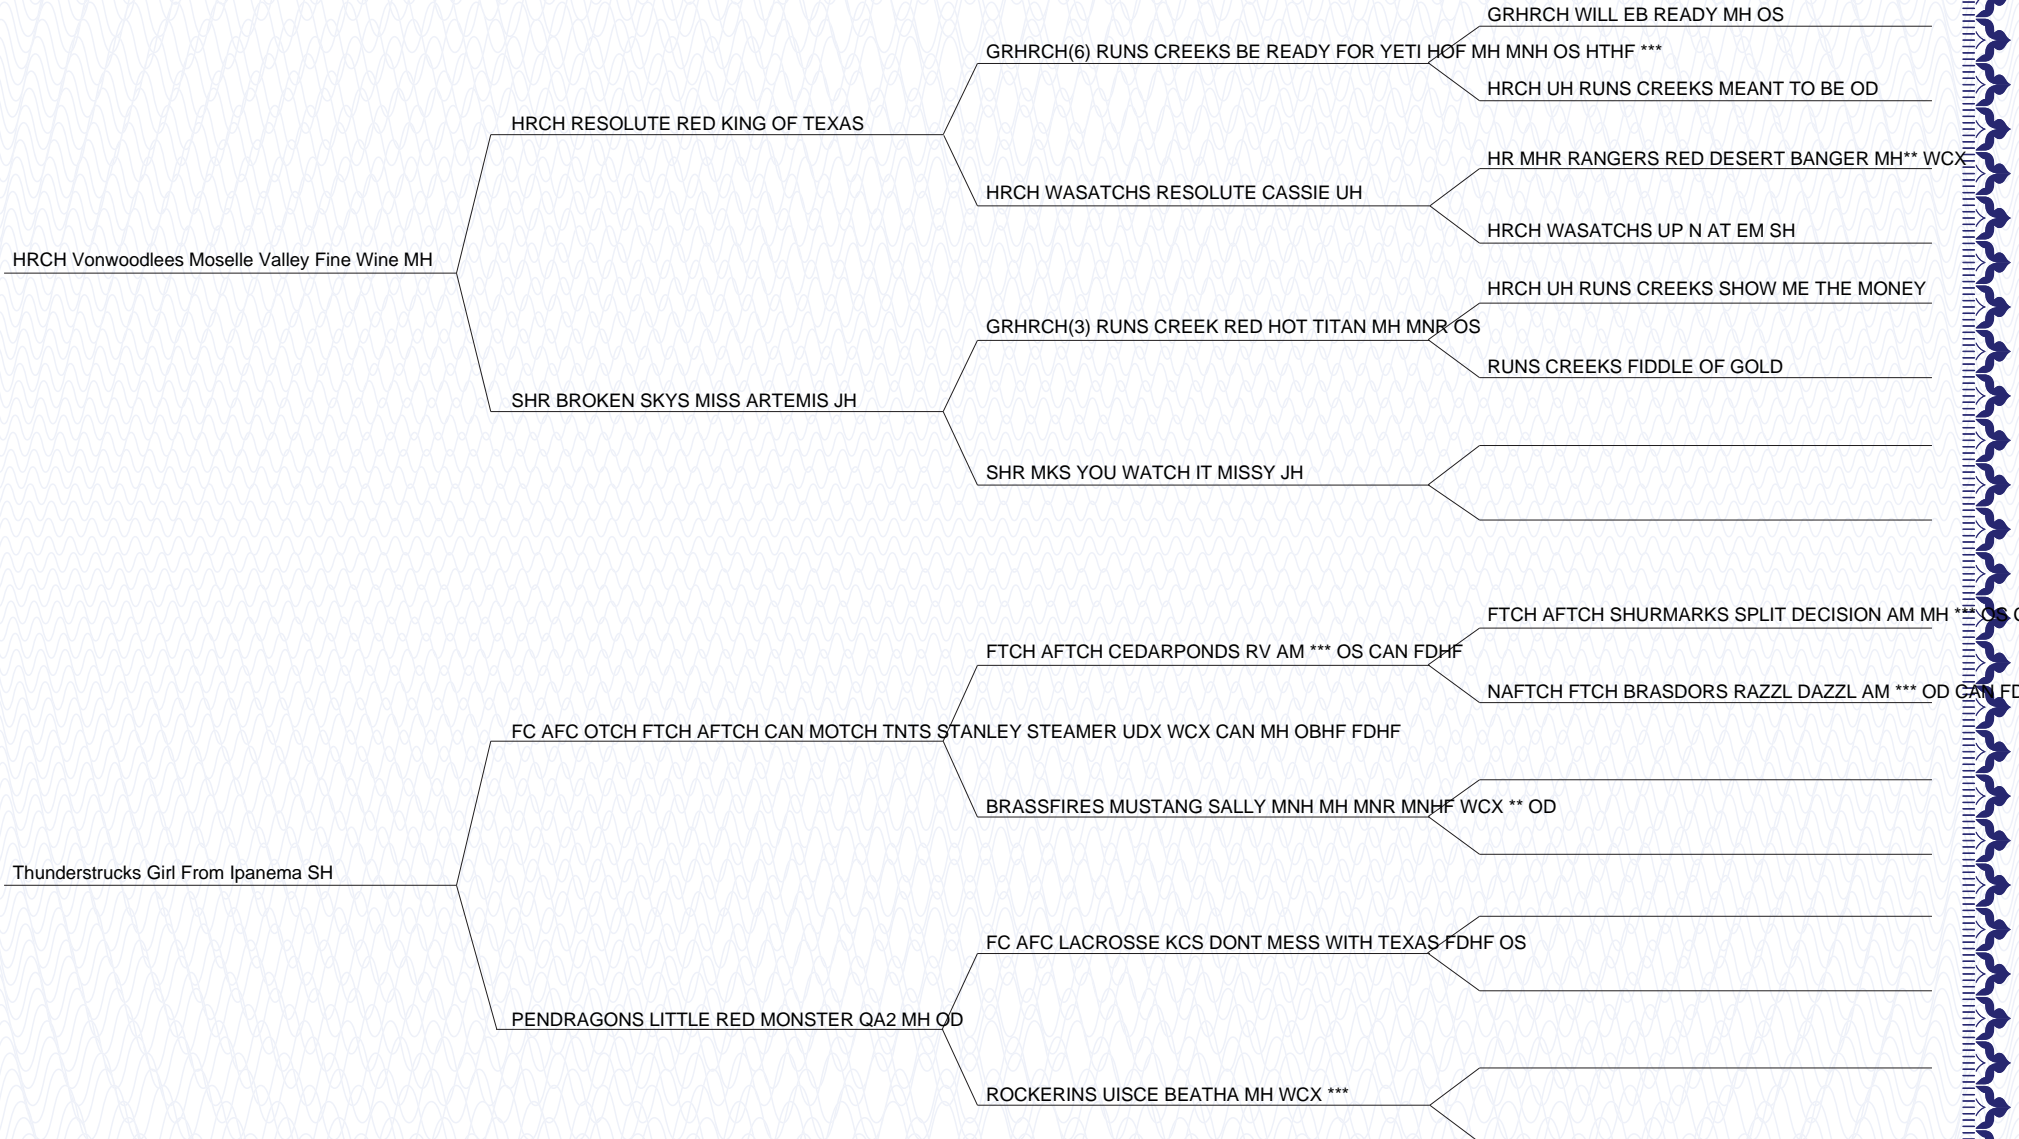 GRHRCH WILL EB READY MH OS
GRHRCH(6) RUNS CREEKS BE READY FOR YETI HOF MH MNH OS HTHF ***
HRCH UH RUNS CREEKS MEANT TO BE OD
HRCH RESOLUTE RED KING OF TEXAS
HR MHR RANGERS RED DESERT BANGER MH** WCX
HRCH WASATCHS RESOLUTE CASSIE UH
HRCH WASATCHS UP N AT EM SH
HRCH Vonwoodlees Moselle Valley Fine Wine MH
HRCH UH RUNS CREEKS SHOW ME THE MONEY
GRHRCH(3) RUNS CREEK RED HOT TITAN MH MNR OS
RUNS CREEKS FIDDLE OF GOLD
SHR BROKEN SKYS MISS ARTEMIS JH
SHR MKS YOU WATCH IT MISSY JH
FTCH AFTCH SHURMARKS SPLIT DECISION AM MH *** OS
FTCH AFTCH CEDARPONDS RV AM *** OS CAN FDHF
NAFTCH FTCH BRASDORS RAZZL DAZZL AM *** OD CAN
FC AFC OTCH FTCH AFTCH CAN MOTCH TNTS STANLEY STEAMER UDX WCX CAN MH OBHF FDHF
BRASSFIRES MUSTANG SALLY MNH MH MNR MNHF WCX ** OD
Thunderstrucks Girl From Ipanema SH
FC AFC LACROSSE KCS DONT MESS WITH TEXAS FDHF OS
PENDRAGONS LITTLE RED MONSTER QA2 MH OD
ROCKERINS UISCE BEATHA MH WCX ***